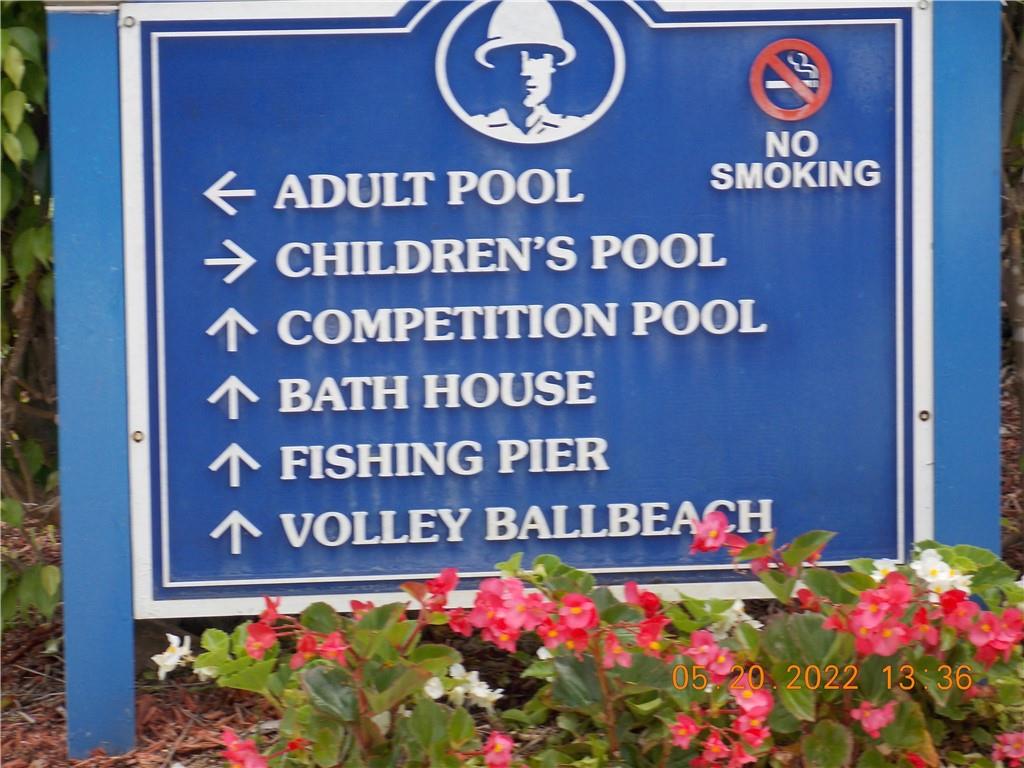 NO
SMOKING
← ADULT POOL
→ CHILDREN'S POOL
↑ COMPETITION POOL
↑ BATH HOUSE
↑ FISHING PIER
↑ VOLLEY BALLBEACH
05.20.2022 13:36